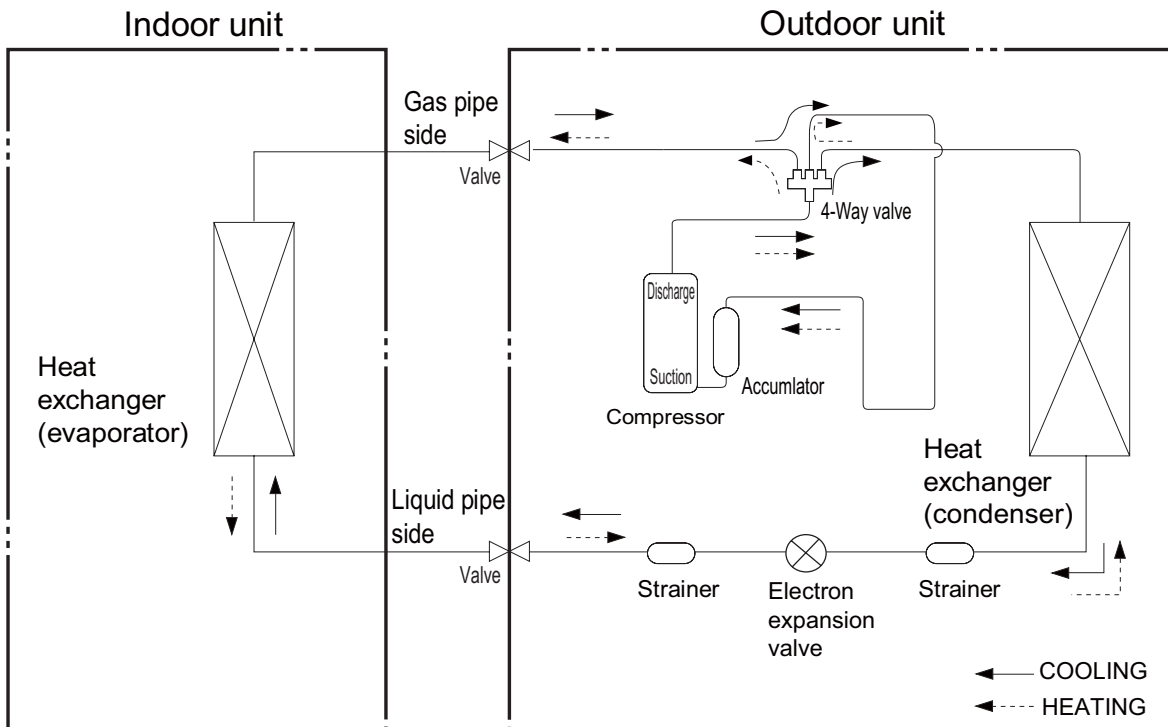 Indoor unit
Outdoor unit
Gas pipe
side
Valve
4-Way valve
Discharge
Suction
Compressor
Accumlator
Heat
exchanger
(evaporator)
Heat
exchanger
(condenser)
Liquid pipe
side
Valve
Strainer
Electron
expansion
valve
Strainer
COOLING
HEATING